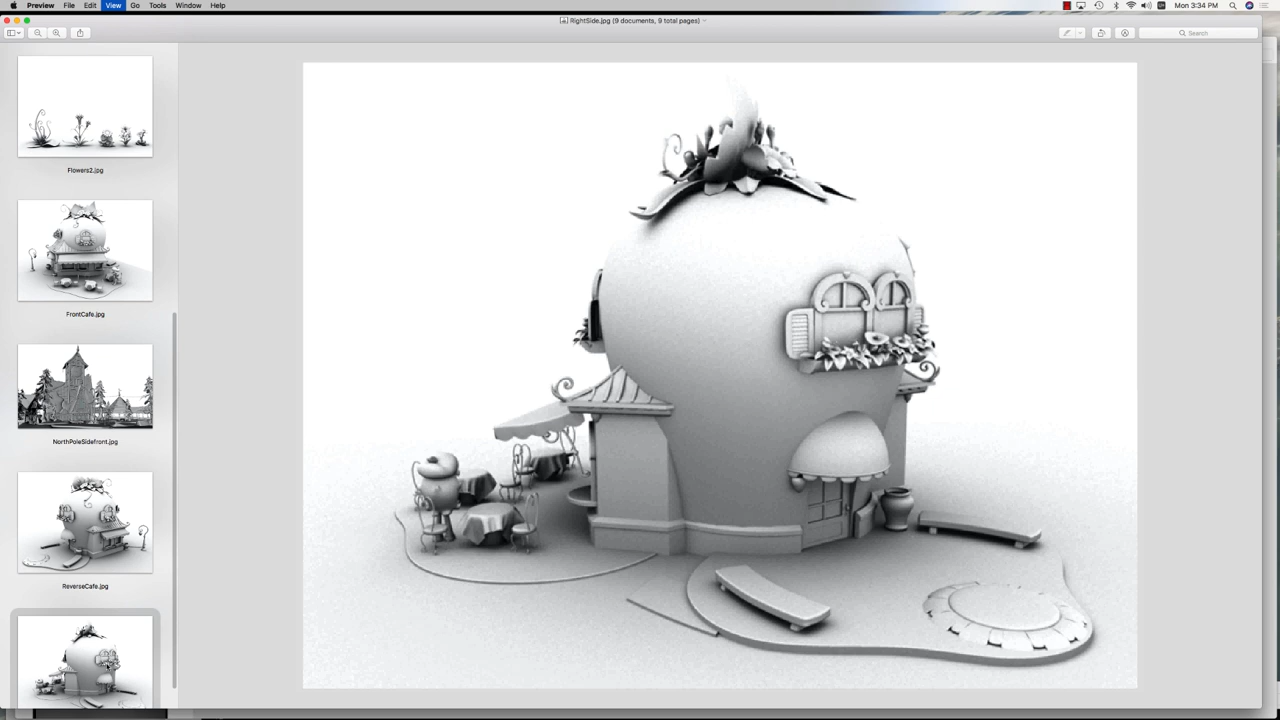 Preview File Edit View Go Tools Window Help Mon 3:34 PM
RightSide.jpg (9 documents, 9 total pages)
Search
Flowers2.jpg
FrontCafe.jpg
NorthPoleSidefront.jpg
ReverseCafe.jpg